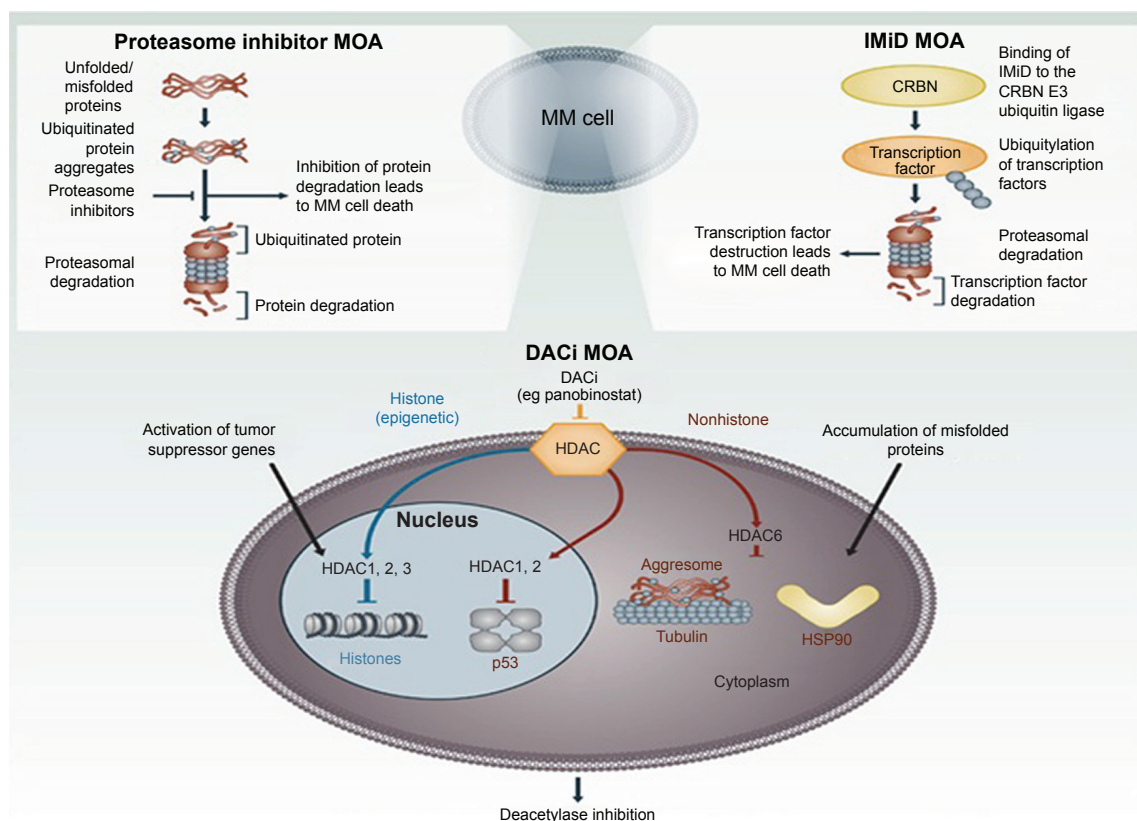 Proteasome inhibitor MOA
Unfolded/
misfolded
proteins
Ubiquitinated
protein
aggregates
Proteasome
inhibitors
Inhibition of protein
degradation leads
to MM cell death
Ubiquitinated protein
Proteasomal
degradation
Protein degradation
MM cell
IMiD MOA
CRBN
Binding of
IMiD to the
CRBN E3
ubiquitin ligase
Transcription
factor
Ubiquitylation
of transcription
factors
Transcription factor
destruction leads
to MM cell death
Proteasomal
degradation
Transcription factor
degradation
DACi MOA
DACi
(eg panobinostat)
Histone
(epigenetic)
Nonhistone
Activation of tumor
suppressor genes
HDAC
Accumulation of misfolded
proteins
Nucleus
HDAC1, 2, 3
HDAC1, 2
HDAC6
Aggresome
Tubulin
HSP90
Histones
p53
Cytoplasm
Deacetylase inhibition